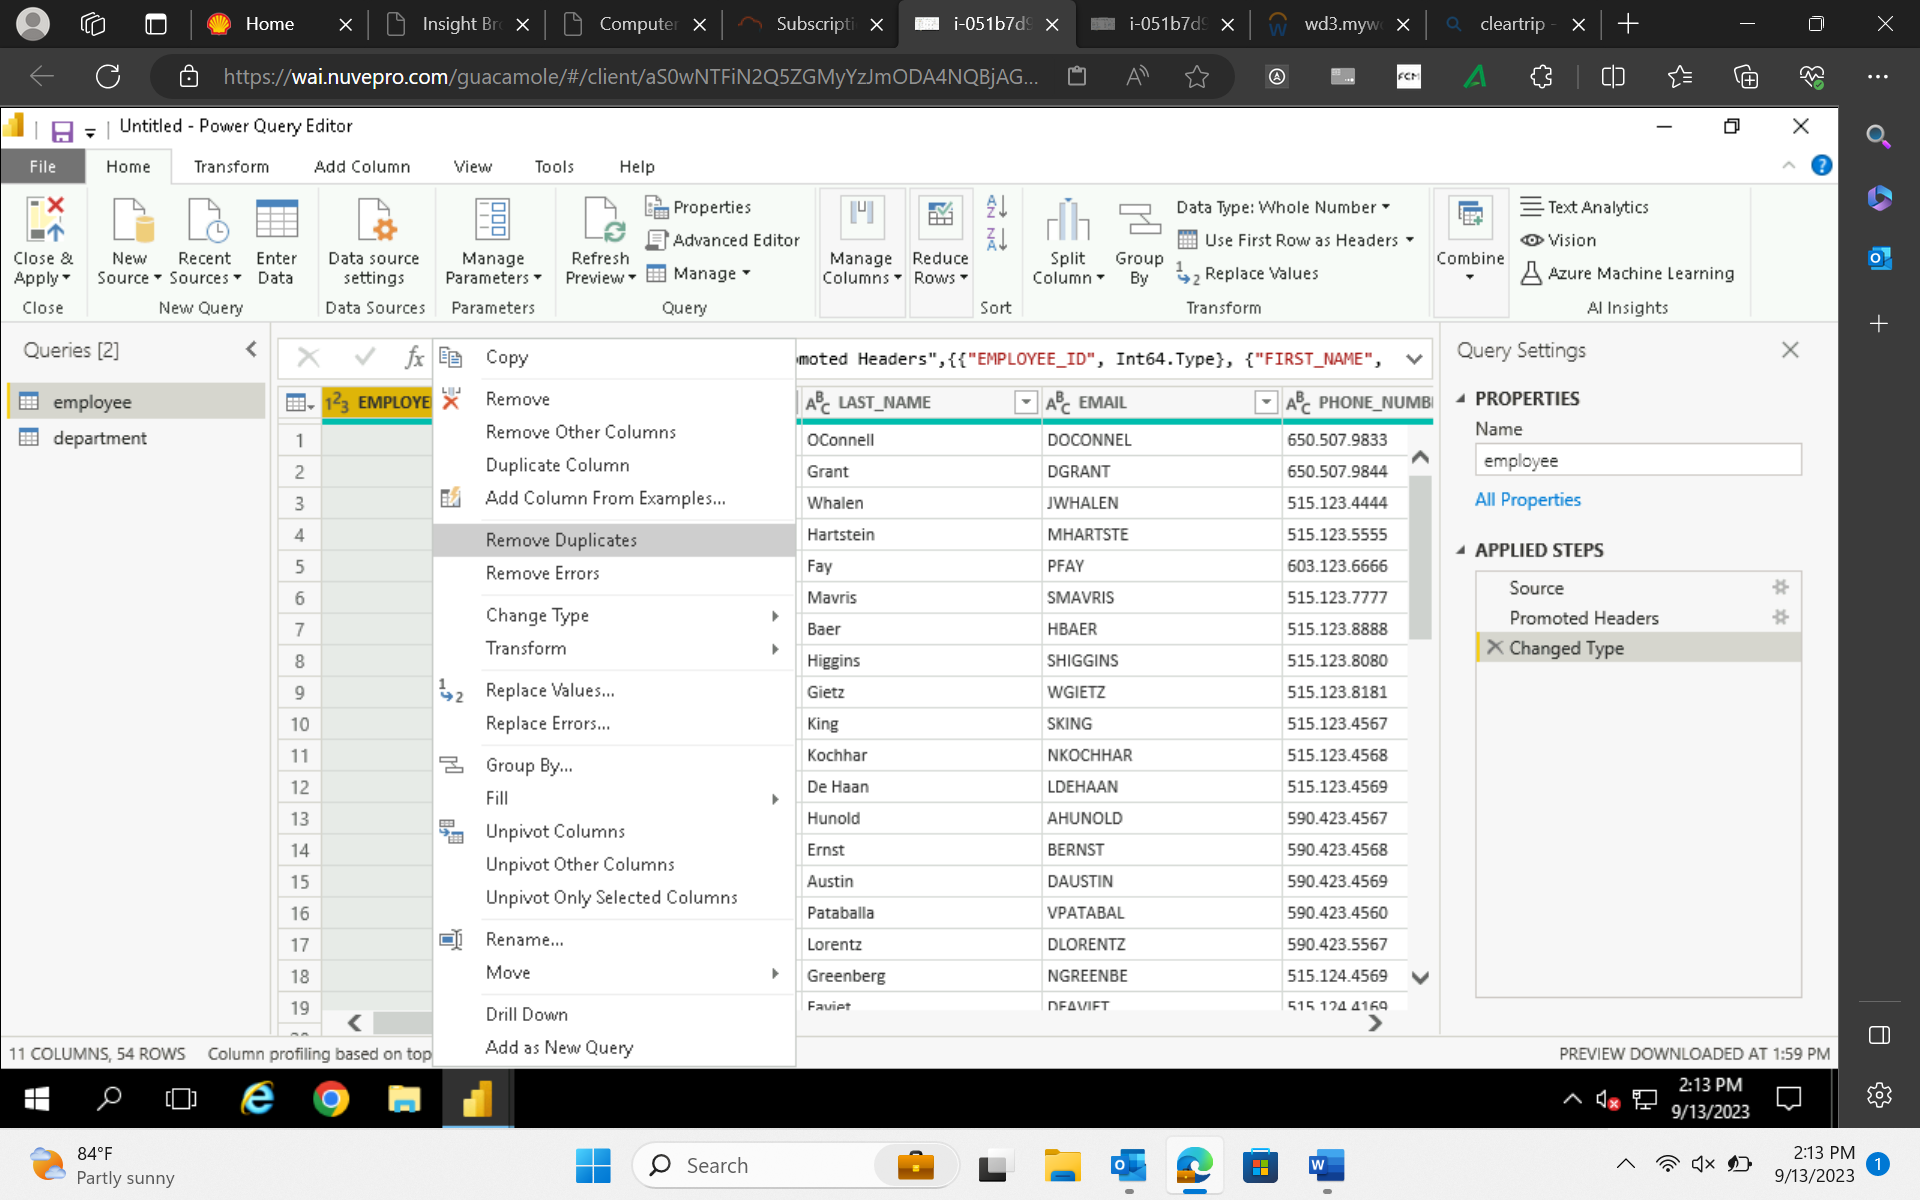 Home
Insight Br
Computer
Subscripti
i-051b7d9
i-051b7d9
wd3.myw
cleartrip -
https://wai.nuvepro.com/guacamole/#/client/aS0wNTFiN2Q5ZGMyYzJmODA4NQBjAG...
FCM
Untitled - Power Query Editor
File Home Transform Add Column View Tools Help
Close & Apply
Close
New Source
Recent Sources
Enter Data
New Query
Data source settings
Data Sources
Manage Parameters
Parameters
Refresh Preview
Properties
Advanced Editor
Manage
Query
Manage Columns
Reduce Rows
Sort
Split Column
Group By
Data Type: Whole Number
Use First Row as Headers
Replace Values
Transform
Combine
Text Analytics
Vision
Azure Machine Learning
AI Insights
Queries [2]
employee
department
fx
omoted Headers",{{"EMPLOYEE_ID", Int64.Type}, {"FIRST_NAME",
EMPLOYE LAST_NAME EMAIL PHONE_NUMB
1 OConnell DOCONNEL 650.507.9833
2 Grant DGRANT 650.507.9844
3 Whalen JWHALEN 515.123.4444
4 Hartstein MHARTSTE 515.123.5555
5 Fay PFAY 603.123.6666
6 Mavris SMAVRIS 515.123.7777
7 Baer HBAER 515.123.8888
8 Higgins SHIGGINS 515.123.8080
9 Gietz WGIETZ 515.123.8181
10 King SKING 515.123.4567
11 Kochhar NKOCHHAR 515.123.4568
12 De Haan LDEHAAN 515.123.4569
13 Hunold AHUNOLD 590.423.4567
14 Ernst BERNST 590.423.4568
15 Austin DAUSTIN 590.423.4569
16 Pataballa VPATABAL 590.423.4560
17 Lorentz DLORENTZ 590.423.5567
18 Greenberg NGREENBE 515.124.4569
19 Faviet DFAVIET 515.124.4169
Copy
Remove
Remove Other Columns
Duplicate Column
Add Column From Examples...
Remove Duplicates
Remove Errors
Change Type
Transform
Replace Values...
Replace Errors...
Group By...
Fill
Unpivot Columns
Unpivot Other Columns
Unpivot Only Selected Columns
Rename...
Move
Drill Down
Add as New Query
Query Settings
PROPERTIES
Name
employee
All Properties
APPLIED STEPS
Source
Promoted Headers
Changed Type
11 COLUMNS, 54 ROWS Column profiling based on top
PREVIEW DOWNLOADED AT 1:59 PM
2:13 PM
9/13/2023
84°F
Partly sunny
Search
2:13 PM
9/13/2023
1